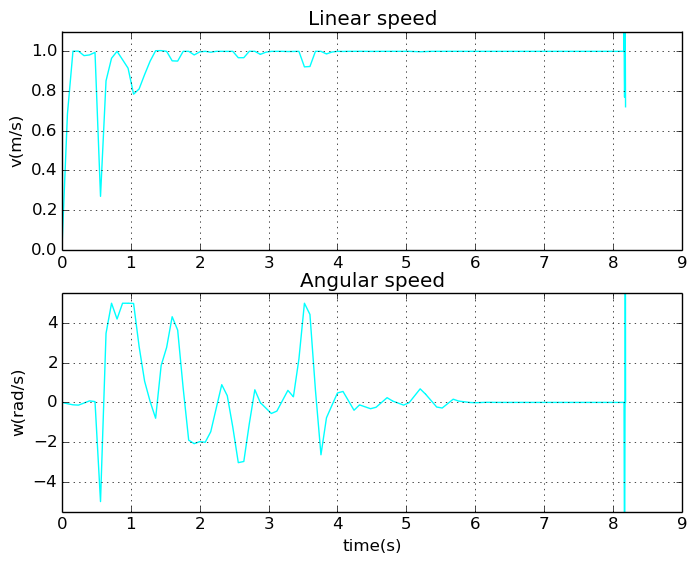 Linear speed
1.0
0.8
0.6
0.4
0.2
0.0
v(m/s)
0 1 2 3 4 5 6 7 8 9
Angular speed
4
2
0
−2
−4
w(rad/s)
0 1 2 3 4 5 6 7 8 9
time(s)